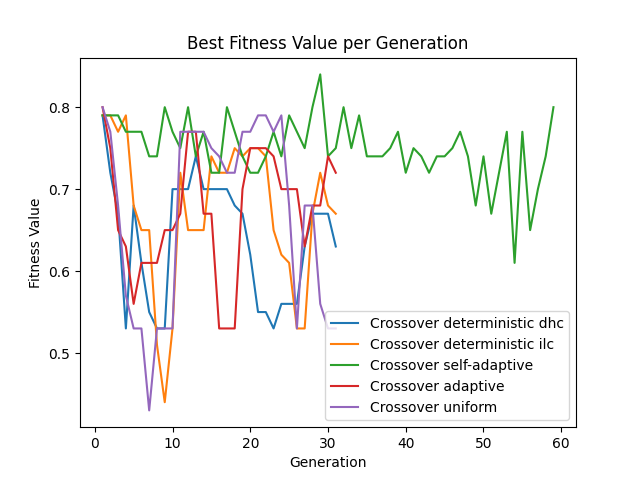 Best Fitness Value per Generation
Fitness Value
0.8
0.7
0.6
0.5
0
10
20
30
40
50
60
Generation
Crossover deterministic dhc
Crossover deterministic ilc
Crossover self-adaptive
Crossover adaptive
Crossover uniform